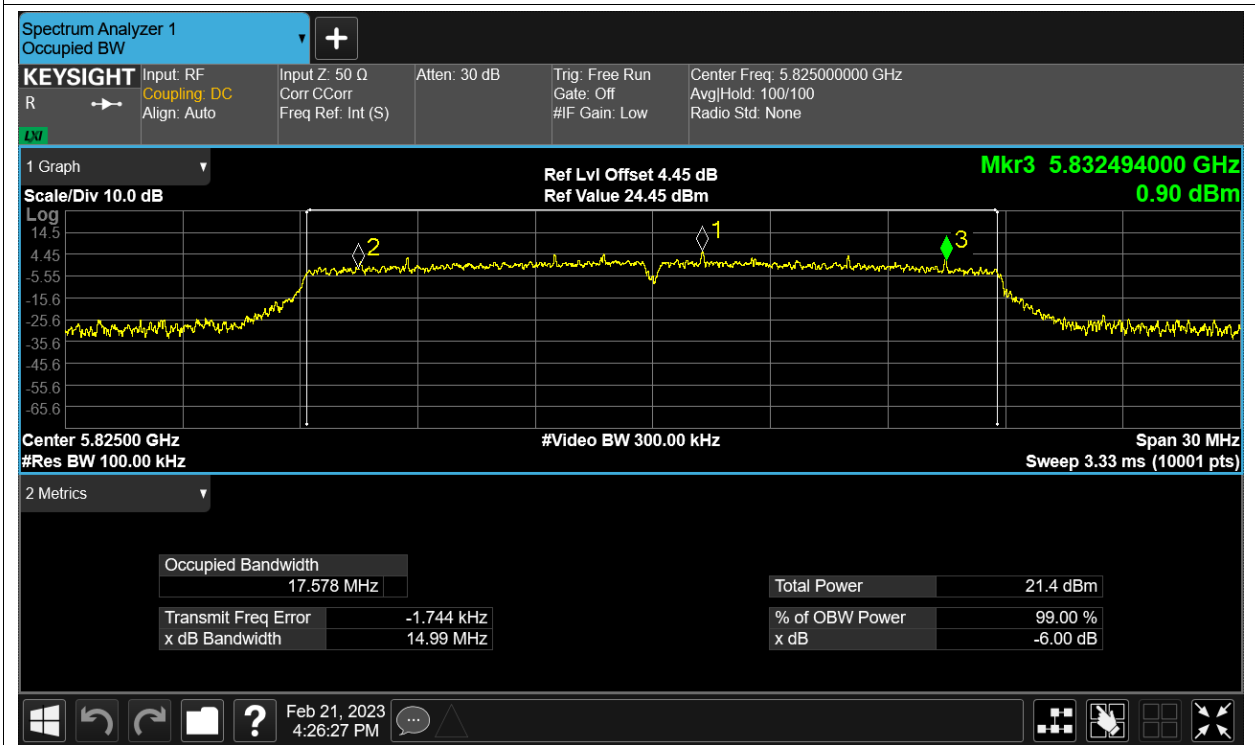 Spectrum Analyzer 1
Occupied BW
KEYSIGHT
R
LXI
Input: RF
Coupling: DC
Align: Auto
Input Z: 50 Ω
Corr CCorr
Freq Ref: Int (S)
Atten: 30 dB
Trig: Free Run
Gate: Off
#IF Gain: Low
Center Freq: 5.825000000 GHz
Avg|Hold: 100/100
Radio Std: None
1 Graph
Scale/Div 10.0 dB
Ref Lvl Offset 4.45 dB
Ref Value 24.45 dBm
Mkr3 5.832494000 GHz
0.90 dBm
Log
14.5
4.45
-5.55
-15.6
-25.6
-35.6
-45.6
-55.6
-65.6
2
1
3
Center 5.82500 GHz
#Res BW 100.00 kHz
#Video BW 300.00 kHz
Span 30 MHz
Sweep 3.33 ms (10001 pts)
2 Metrics
Occupied Bandwidth
17.578 MHz
Transmit Freq Error -1.744 kHz
x dB Bandwidth 14.99 MHz
Total Power 21.4 dBm
% of OBW Power 99.00 %
x dB -6.00 dB
?
Feb 21, 2023
4:26:27 PM